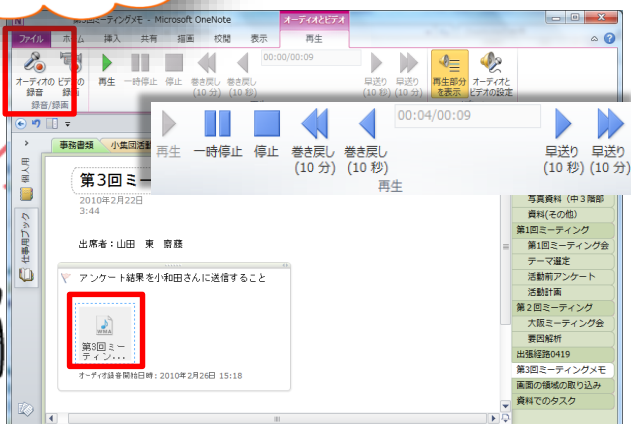 第3回ミーティングメモ - Microsoft OneNote
オーディオとビデオ
ファイル ホーム 挿入 共有 描画 校閲 表示 再生
オーディオの録音
ビデオの録画
再生
一時停止
停止
巻き戻し
(10 分)
巻き戻し
(10 秒)
00:00/00:09
早送り
(10 秒)
早送り
(10 分)
再生部分
を表示
オーディオと
ビデオの設定
録音/録画
再生
一時停止
停止
巻き戻し
(10 分)
巻き戻し
(10 秒)
00:04/00:09
早送り
(10 秒)
早送り
(10 分)
再生
個人用
仕事用ブック
事務書類
小集団活動
第3回ミー
2010年2月22日
3:44
出席者：山田 東 齋藤
アンケート結果を小和田さんに送信すること
WMA
第3回ミー
ティン...
オーディオ録音開始日時：2010年2月26日 15:18
写真資料（中3階部
資料(その他)
第1回ミーティング
第1回ミーティング会
テーマ選定
活動前アンケート
活動計画
第2回ミーティング
大阪ミーティング会
要因解析
出張経路0419
第3回ミーティングメモ
画面の領域の取り込み
資料でのタスク